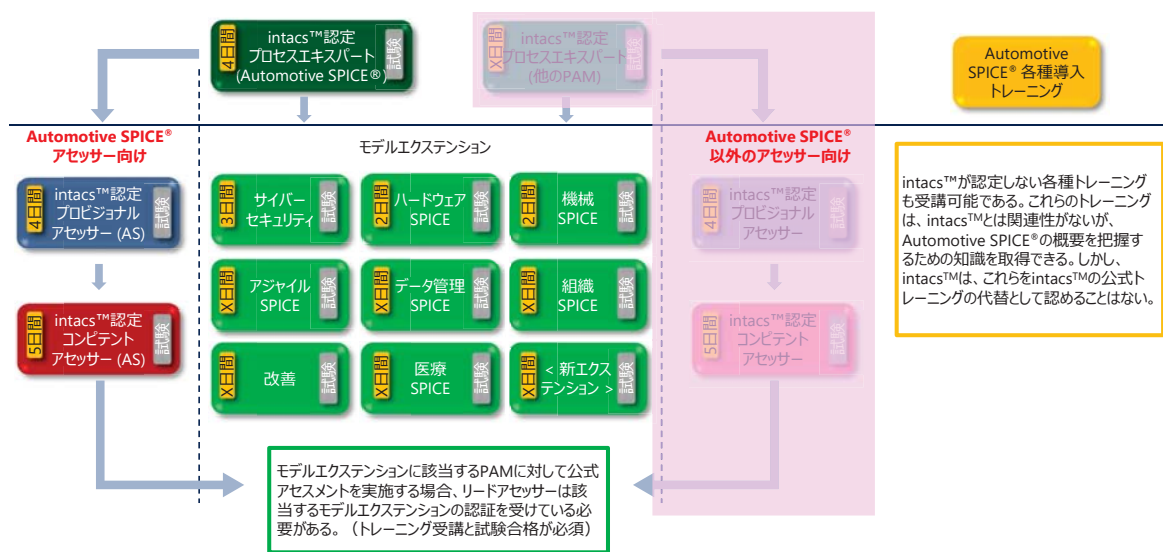 4日間
intacs™認定
プロセスエキスパート
(Automotive SPICE®)
試験
X日間
intacs™認定
プロセスエキスパート
(他のPAM)
試験
Automotive
SPICE® 各種導入
トレーニング
Automotive SPICE®
アセッサー向け
モデルエクステンション
Automotive SPICE®
以外のアセッサー向け
4日間
intacs™認定
プロビジョナル
アセッサー (AS)
試験
3日間
サイバー
セキュリティ
試験
2日間
ハードウェア
SPICE
試験
2日間
機械
SPICE
試験
4日間
intacs™認定
プロビジョナル
アセッサー
試験
intacs™が認定しない各種トレーニング
も受講可能である。これらのトレーニング
は、intacs™とは関連性がないが、
Automotive SPICE®の概要を把握す
るための知識を取得できる。しかし、
intacs™は、これらをintacs™の公式ト
レーニングの代替として認めることはない。
X日間
アジャイル
SPICE
試験
X日間
データ管理
SPICE
試験
X日間
組織
SPICE
試験
5日間
intacs™認定
コンピテント
アセッサー (AS)
試験
5日間
intacs™認定
コンピテント
アセッサー
試験
X日間
改善
試験
X日間
医療
SPICE
試験
X日間
< 新エクス
テンション >
試験
モデルエクステンションに該当するPAMに対して公式
アセスメントを実施する場合、リードアセッサーは該
当するモデルエクステンションの認証を受けている必
要がある。（トレーニング受講と試験合格が必須）